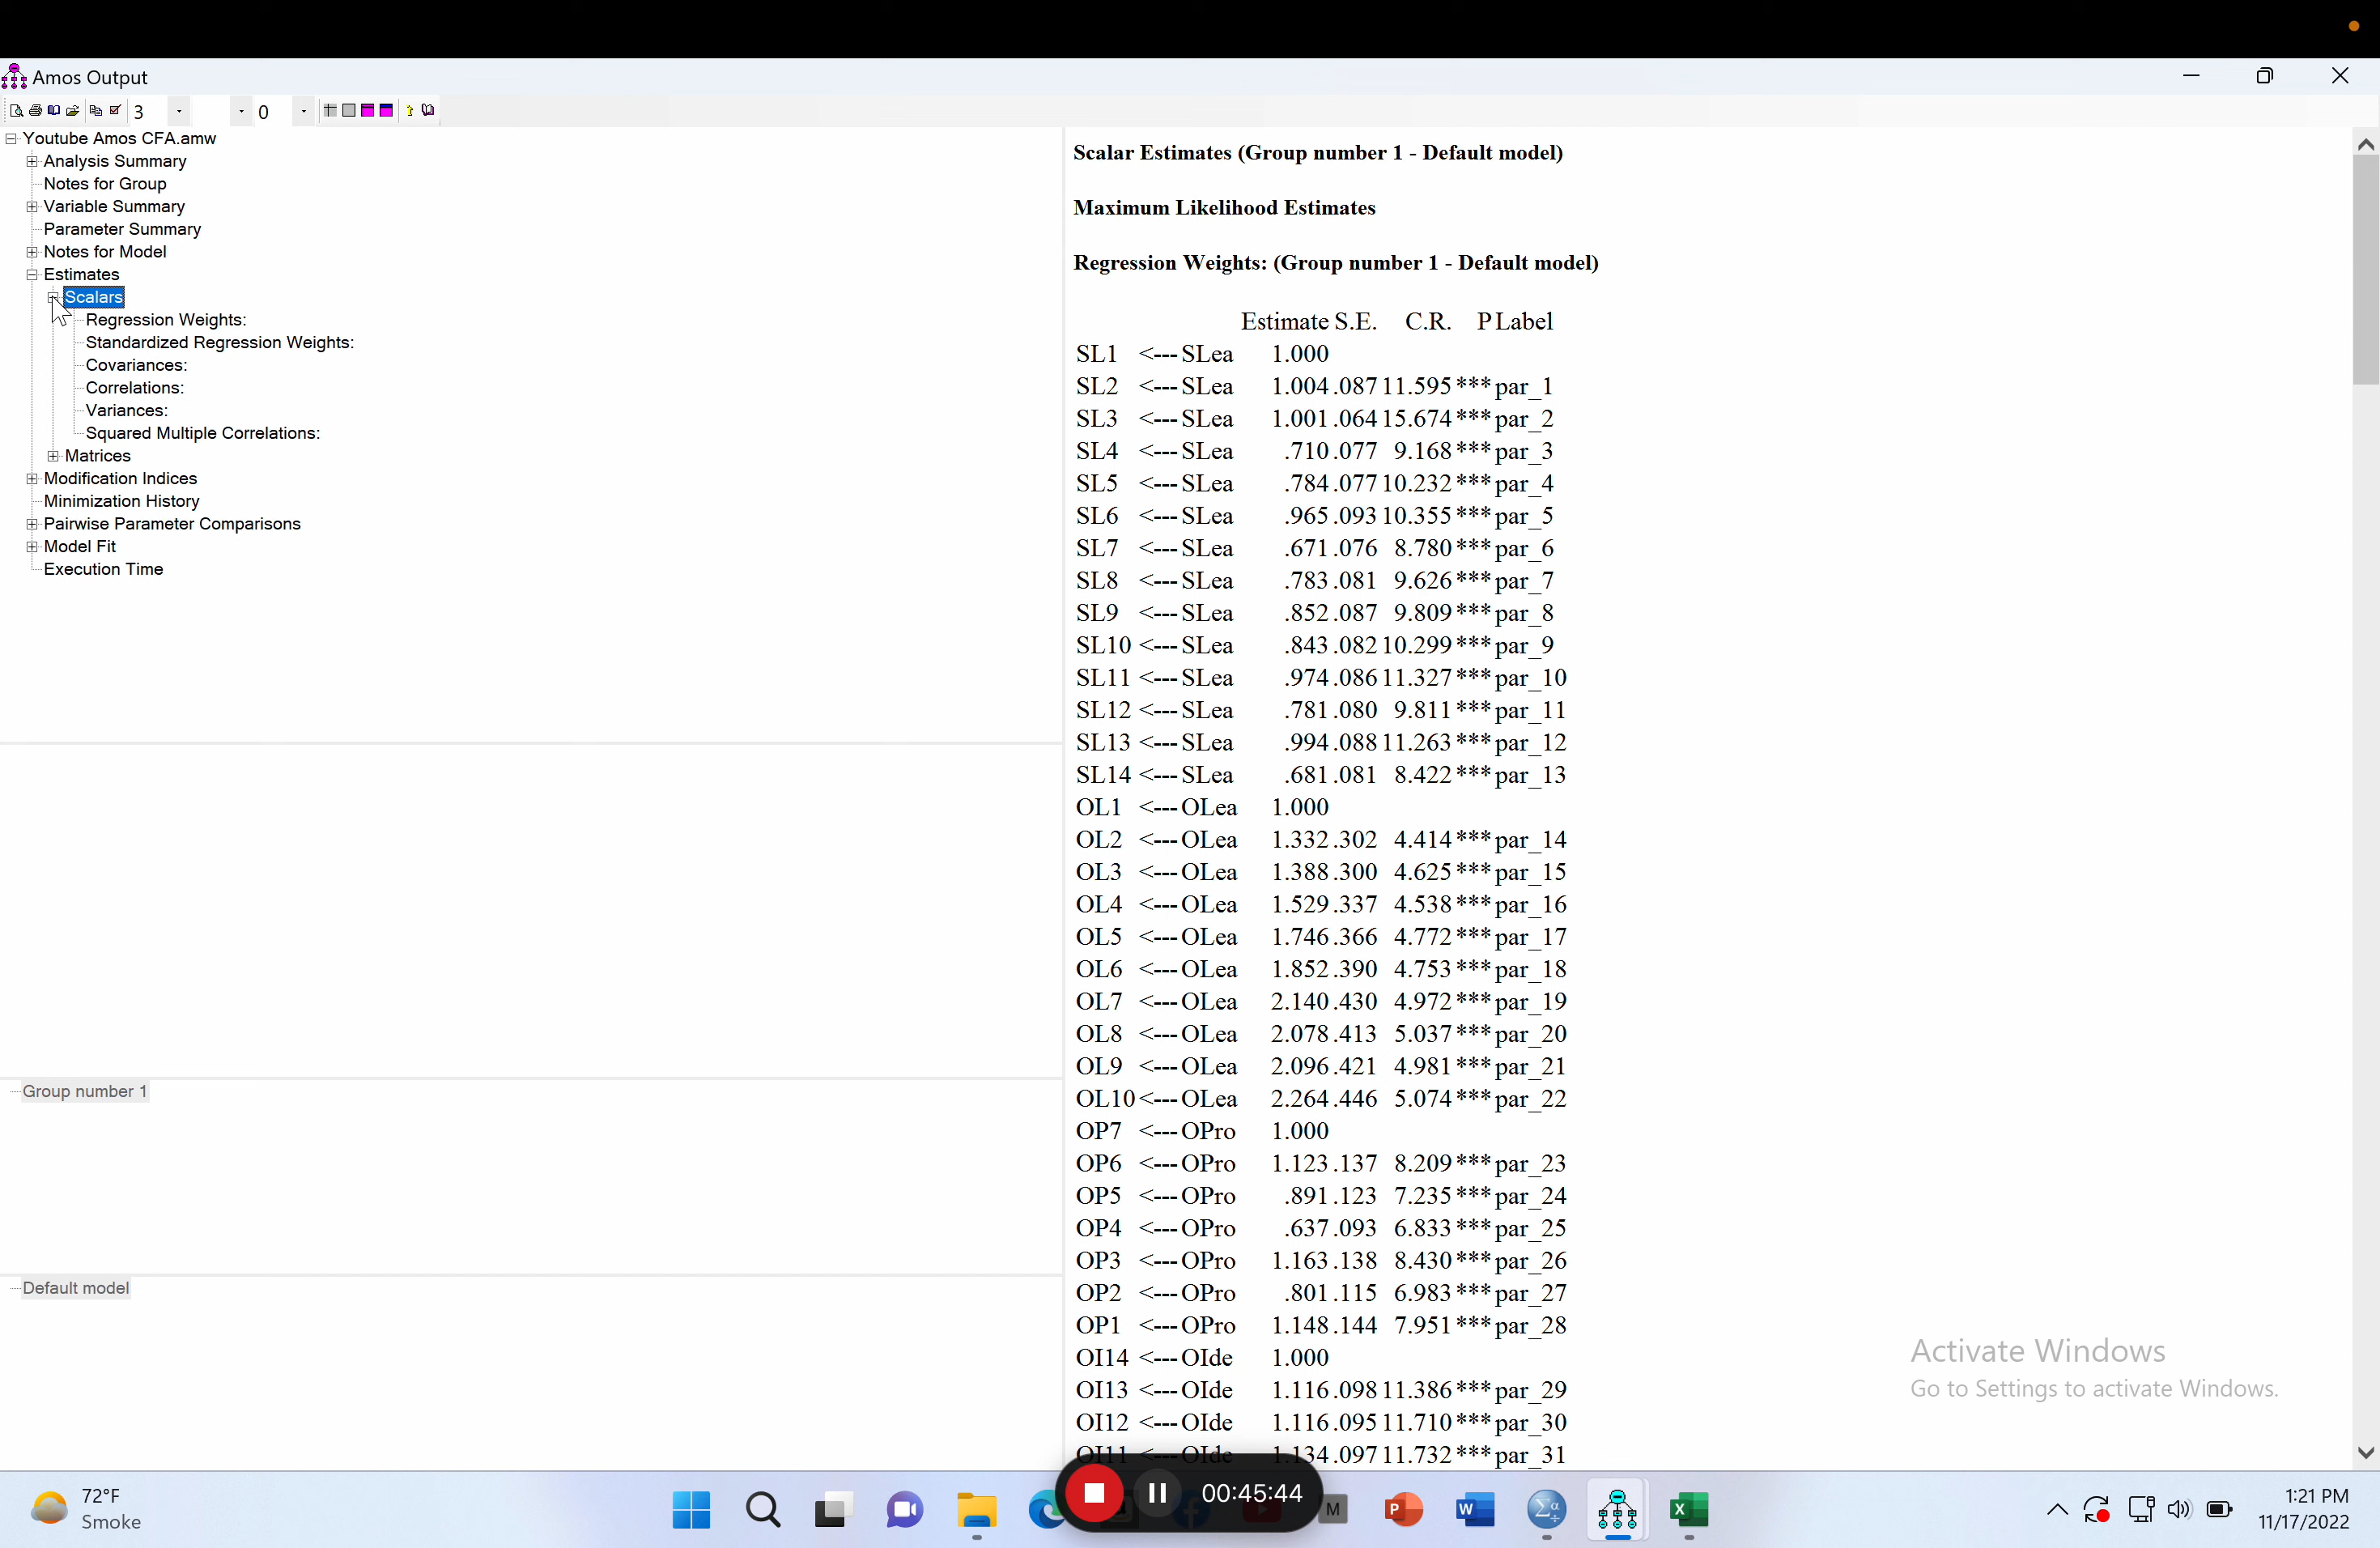 Amos Output
3 0
Youtube Amos CFA.amw
Analysis Summary
Notes for Group
Variable Summary
Parameter Summary
Notes for Model
Estimates
Scalars
Regression Weights:
Standardized Regression Weights:
Covariances:
Correlations:
Variances:
Squared Multiple Correlations:
Matrices
Modification Indices
Minimization History
Pairwise Parameter Comparisons
Model Fit
Execution Time
Group number 1
Default model
Scalar Estimates (Group number 1 - Default model)
Maximum Likelihood Estimates
Regression Weights: (Group number 1 - Default model)
Estimate S.E. C.R. P Label
SL1 <--- SLea 1.000
SL2 <--- SLea 1.004 .087 11.595 *** par_1
SL3 <--- SLea 1.001 .064 15.674 *** par_2
SL4 <--- SLea .710 .077 9.168 *** par_3
SL5 <--- SLea .784 .077 10.232 *** par_4
SL6 <--- SLea .965 .093 10.355 *** par_5
SL7 <--- SLea .671 .076 8.780 *** par_6
SL8 <--- SLea .783 .081 9.626 *** par_7
SL9 <--- SLea .852 .087 9.809 *** par_8
SL10 <--- SLea .843 .082 10.299 *** par_9
SL11 <--- SLea .974 .086 11.327 *** par_10
SL12 <--- SLea .781 .080 9.811 *** par_11
SL13 <--- SLea .994 .088 11.263 *** par_12
SL14 <--- SLea .681 .081 8.422 *** par_13
OL1 <--- OLea 1.000
OL2 <--- OLea 1.332 .302 4.414 *** par_14
OL3 <--- OLea 1.388 .300 4.625 *** par_15
OL4 <--- OLea 1.529 .337 4.538 *** par_16
OL5 <--- OLea 1.746 .366 4.772 *** par_17
OL6 <--- OLea 1.852 .390 4.753 *** par_18
OL7 <--- OLea 2.140 .430 4.972 *** par_19
OL8 <--- OLea 2.078 .413 5.037 *** par_20
OL9 <--- OLea 2.096 .421 4.981 *** par_21
OL10 <--- OLea 2.264 .446 5.074 *** par_22
OP7 <--- OPro 1.000
OP6 <--- OPro 1.123 .137 8.209 *** par_23
OP5 <--- OPro .891 .123 7.235 *** par_24
OP4 <--- OPro .637 .093 6.833 *** par_25
OP3 <--- OPro 1.163 .138 8.430 *** par_26
OP2 <--- OPro .801 .115 6.983 *** par_27
OP1 <--- OPro 1.148 .144 7.951 *** par_28
OI14 <--- OIde 1.000
OI13 <--- OIde 1.116 .098 11.386 *** par_29
OI12 <--- OIde 1.116 .095 11.710 *** par_30
OI11 <--- OIde 1.134 .097 11.732 *** par_31
Activate Windows
Go to Settings to activate Windows.
72°F
Smoke
00:45:44
M
P
W
Σα
X
1:21 PM
11/17/2022